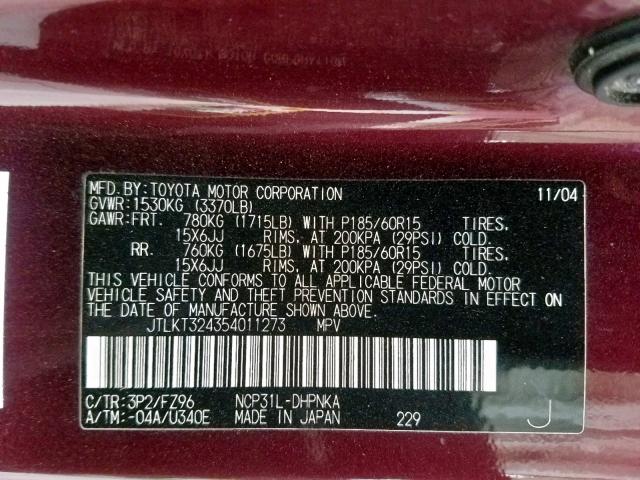 MFD.BY:TOYOTA MOTOR CORPORATION 11/04
GVWR:1530KG (3370LB)
GAWR:FRT. 780KG (1715LB) WITH P185/60R15 TIRES,
15X6JJ RIMS, AT 200KPA (29PSI) COLD.
RR. 760KG (1675LB) WITH P185/60R15 TIRES,
15X6JJ RIMS, AT 200KPA (29PSI) COLD.
THIS VEHICLE CONFORMS TO ALL APPLICABLE FEDERAL MOTOR
VEHICLE SAFETY AND THEFT PREVENTION STANDARDS IN EFFECT ON
THE DATE OF MANUFACTURE SHOWN ABOVE.
JTLKT324354011273 MPV
C/TR:3P2/FZ96 NCP31L-DHPNKA
A/TM:-04A/U340E MADE IN JAPAN 229 J